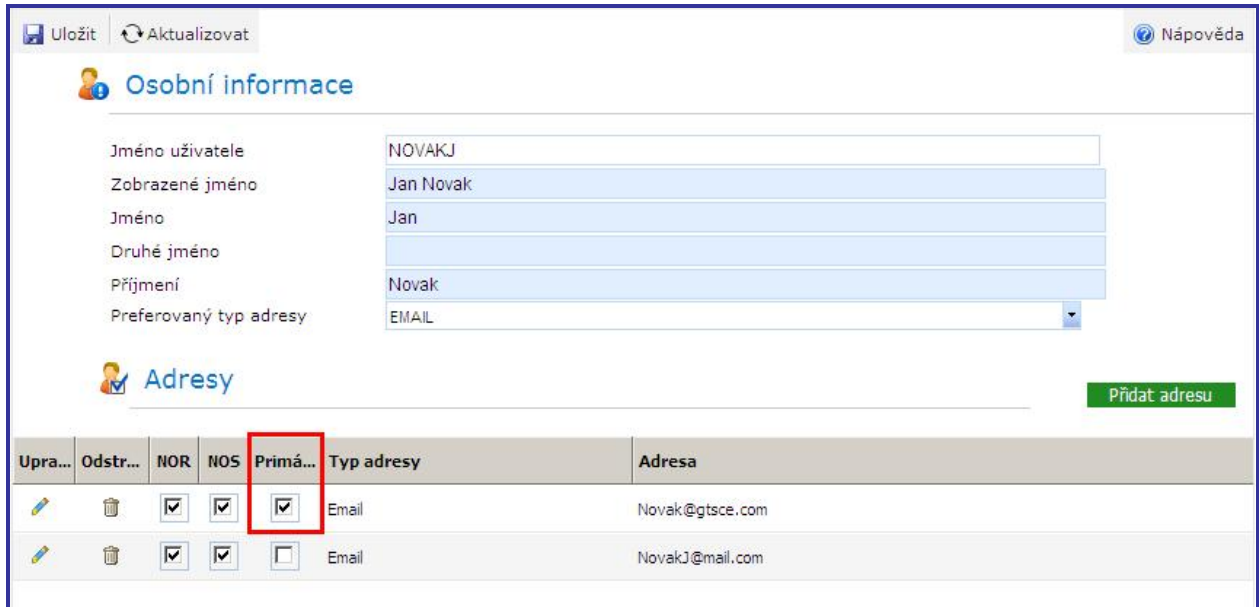 Uložit Aktualizovat Nápověda
Osobní informace
Jméno uživatele NOVAKJ
Zobrazené jméno Jan Novak
Jméno Jan
Druhé jméno
Příjmení Novak
Preferovaný typ adresy EMAIL
Adresy
Přidat adresu
Upra... Odstr... NOR NOS Primá... Typ adresy Adresa
Email Novak@gtsce.com
Email NovakJ@mail.com